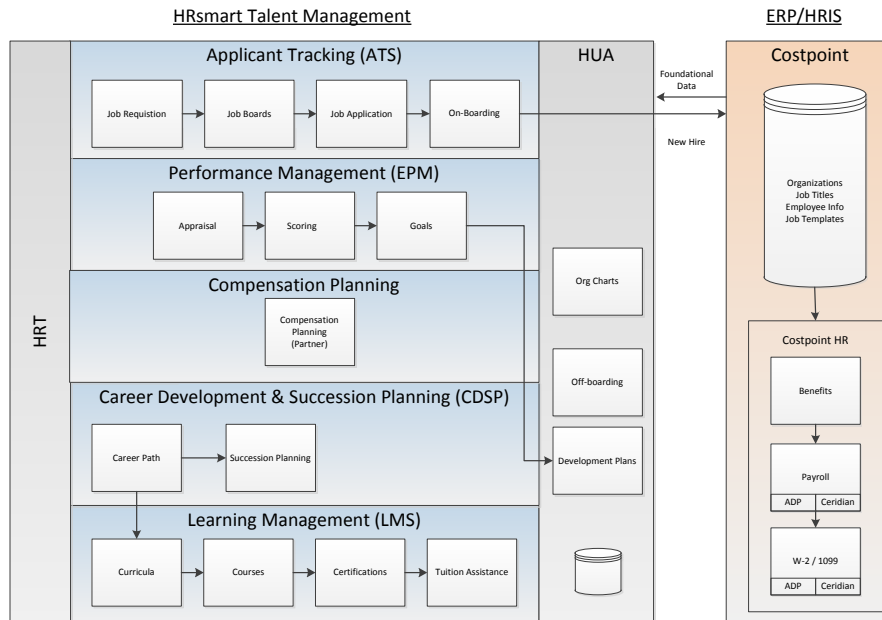 HRsmart Talent Management
ERP/HRIS
HRT
Applicant Tracking (ATS)
Job Requistion
Job Boards
Job Application
On-Boarding
Performance Management (EPM)
Appraisal
Scoring
Goals
Compensation Planning
Compensation
Planning
(Partner)
Career Development & Succession Planning (CDSP)
Career Path
Succession Planning
Learning Management (LMS)
Curricula
Courses
Certifications
Tuition Assistance
HUA
Org Charts
Off-boarding
Development Plans
Foundational
Data
New Hire
Costpoint
Organizations
Job Titles
Employee Info
Job Templates
Costpoint HR
Benefits
Payroll
ADP
Ceridian
W-2 / 1099
ADP
Ceridian